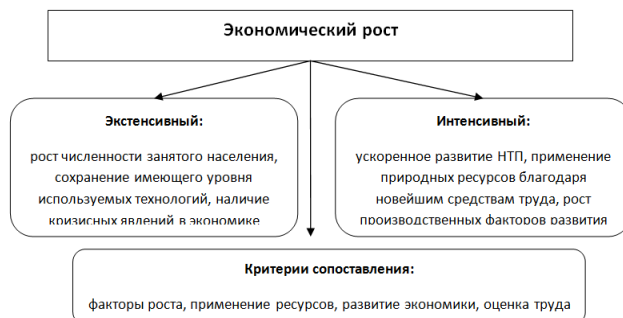 Экономический рост
Экстенсивный:
рост численности занятого населения,
сохранение имеющего уровня
используемых технологий, наличие
кризисных явлений в экономике
Интенсивный:
ускоренное развитие НТП, применение
природных ресурсов благодаря
новейшим средствам труда, рост
производственных факторов развития
Критерии сопоставления:
факторы роста, применение ресурсов, развитие экономики, оценка труда